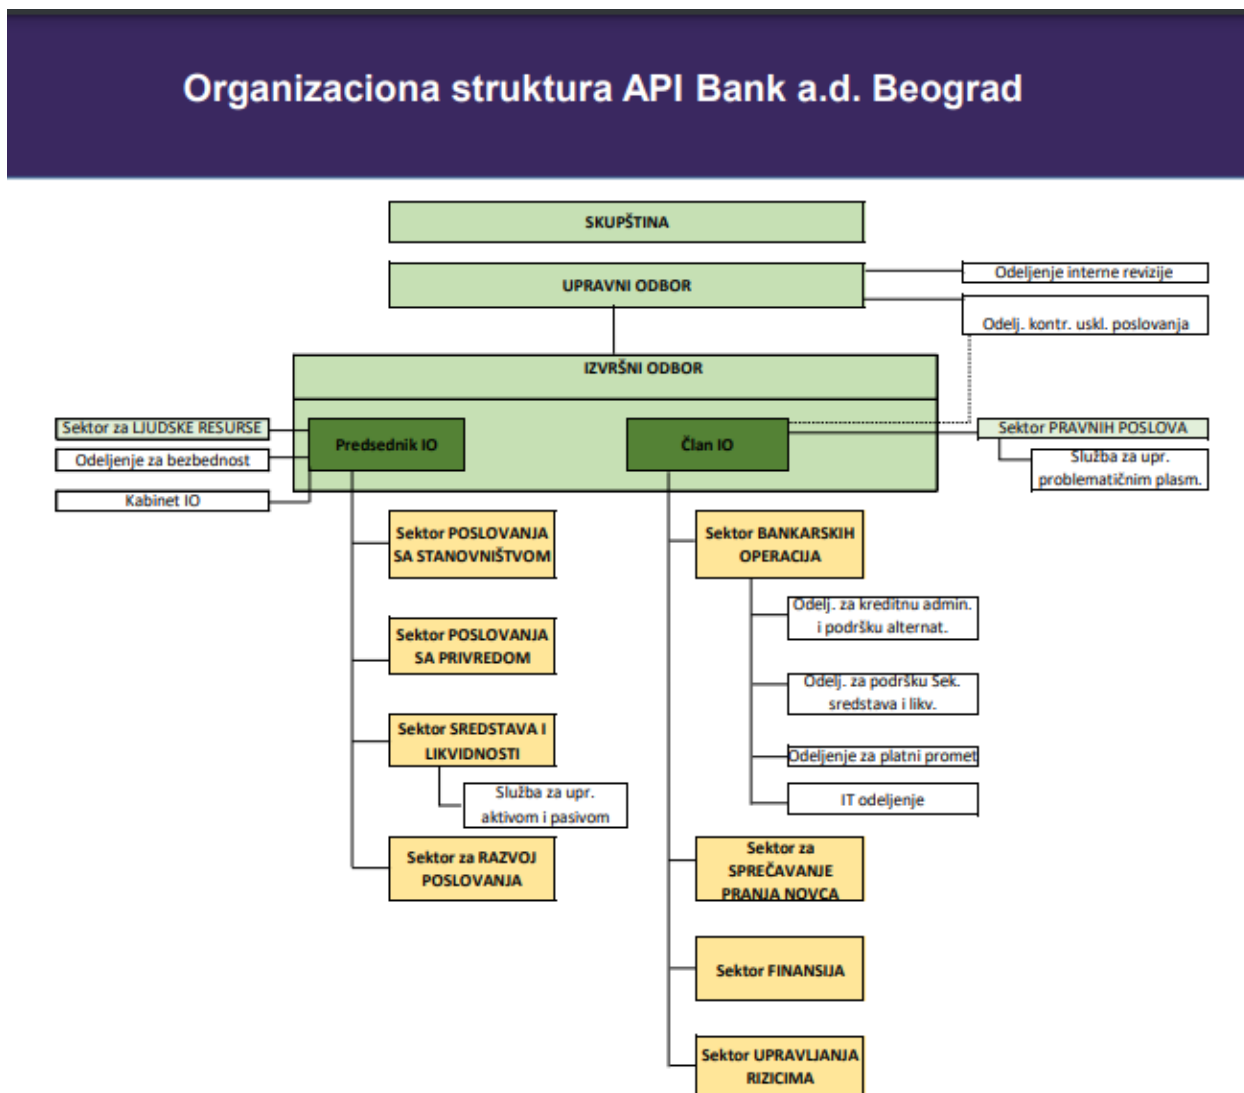 Organizaciona struktura API Bank a.d. Beograd
SKUPŠTINA
UPRAVNI ODBOR
Odeljenje interne revizije
Odelj. kontr. uskl. poslovanja
IZVRŠNI ODBOR
Sektor za LJUDSKE RESURSE
Odeljenje za bezbednost
Kabinet IO
Predsednik IO
Član IO
Sektor PRAVNIH POSLOVA
Služba za upr.
problematičnim plasm.
Sektor POSLOVANJA
SA STANOVNIŠTVOM
Sektor POSLOVANJA
SA PRIVREDOM
Sektor SREDSTAVA I
LIKVIDNOSTI
Služba za upr.
aktivom i pasivom
Sektor za RAZVOJ
POSLOVANJA
Sektor BANKARSKIH
OPERACIJA
Odelj. za kreditnu admin.
i podršku alternat.
Odelj. za podršku Sek.
sredstava i likv.
Odeljenje za platni promet
IT odeljenje
Sektor za
SPREČAVANJE
PRANJA NOVCA
Sektor FINANSIJA
Sektor UPRAVLJANJA
RIZICIMA